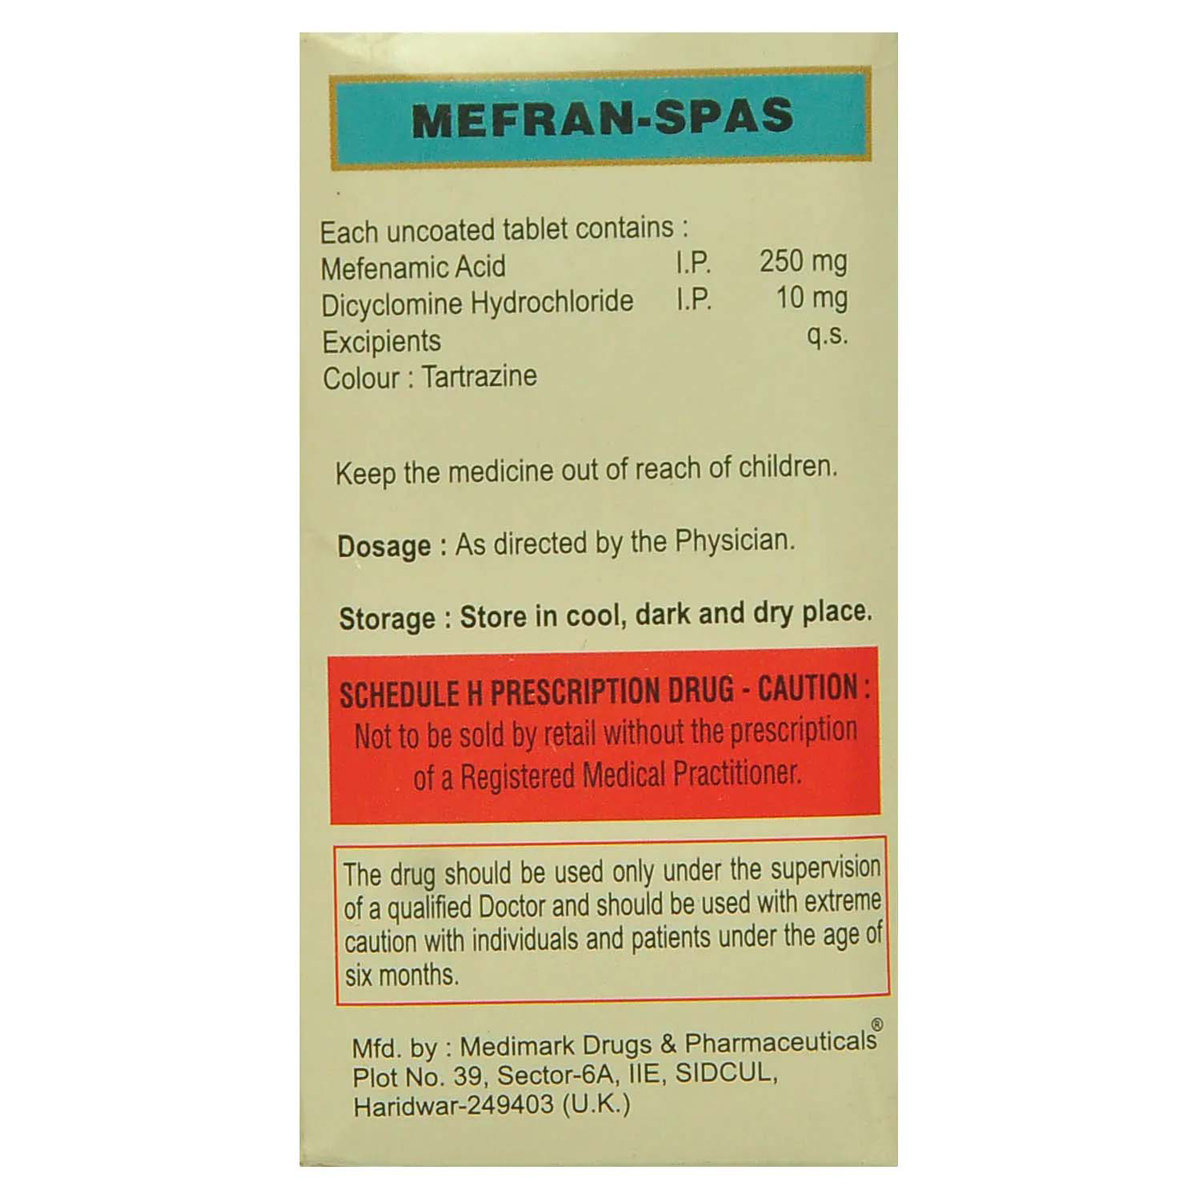 MEFRAN-SPAS
Each uncoated tablet contains :
Mefenamic Acid I.P. 250 mg
Dicyclomine Hydrochloride I.P. 10 mg
Excipients q.s.
Colour : Tartrazine
Keep the medicine out of reach of children.
Dosage : As directed by the Physician.
Storage : Store in cool, dark and dry place.
SCHEDULE H PRESCRIPTION DRUG - CAUTION :
Not to be sold by retail without the prescription
of a Registered Medical Practitioner.
The drug should be used only under the supervision
of a qualified Doctor and should be used with extreme
caution with individuals and patients under the age of
six months.
Mfd. by : Medimark Drugs & Pharmaceuticals®
Plot No. 39, Sector-6A, IIE, SIDCUL,
Haridwar-249403 (U.K.)